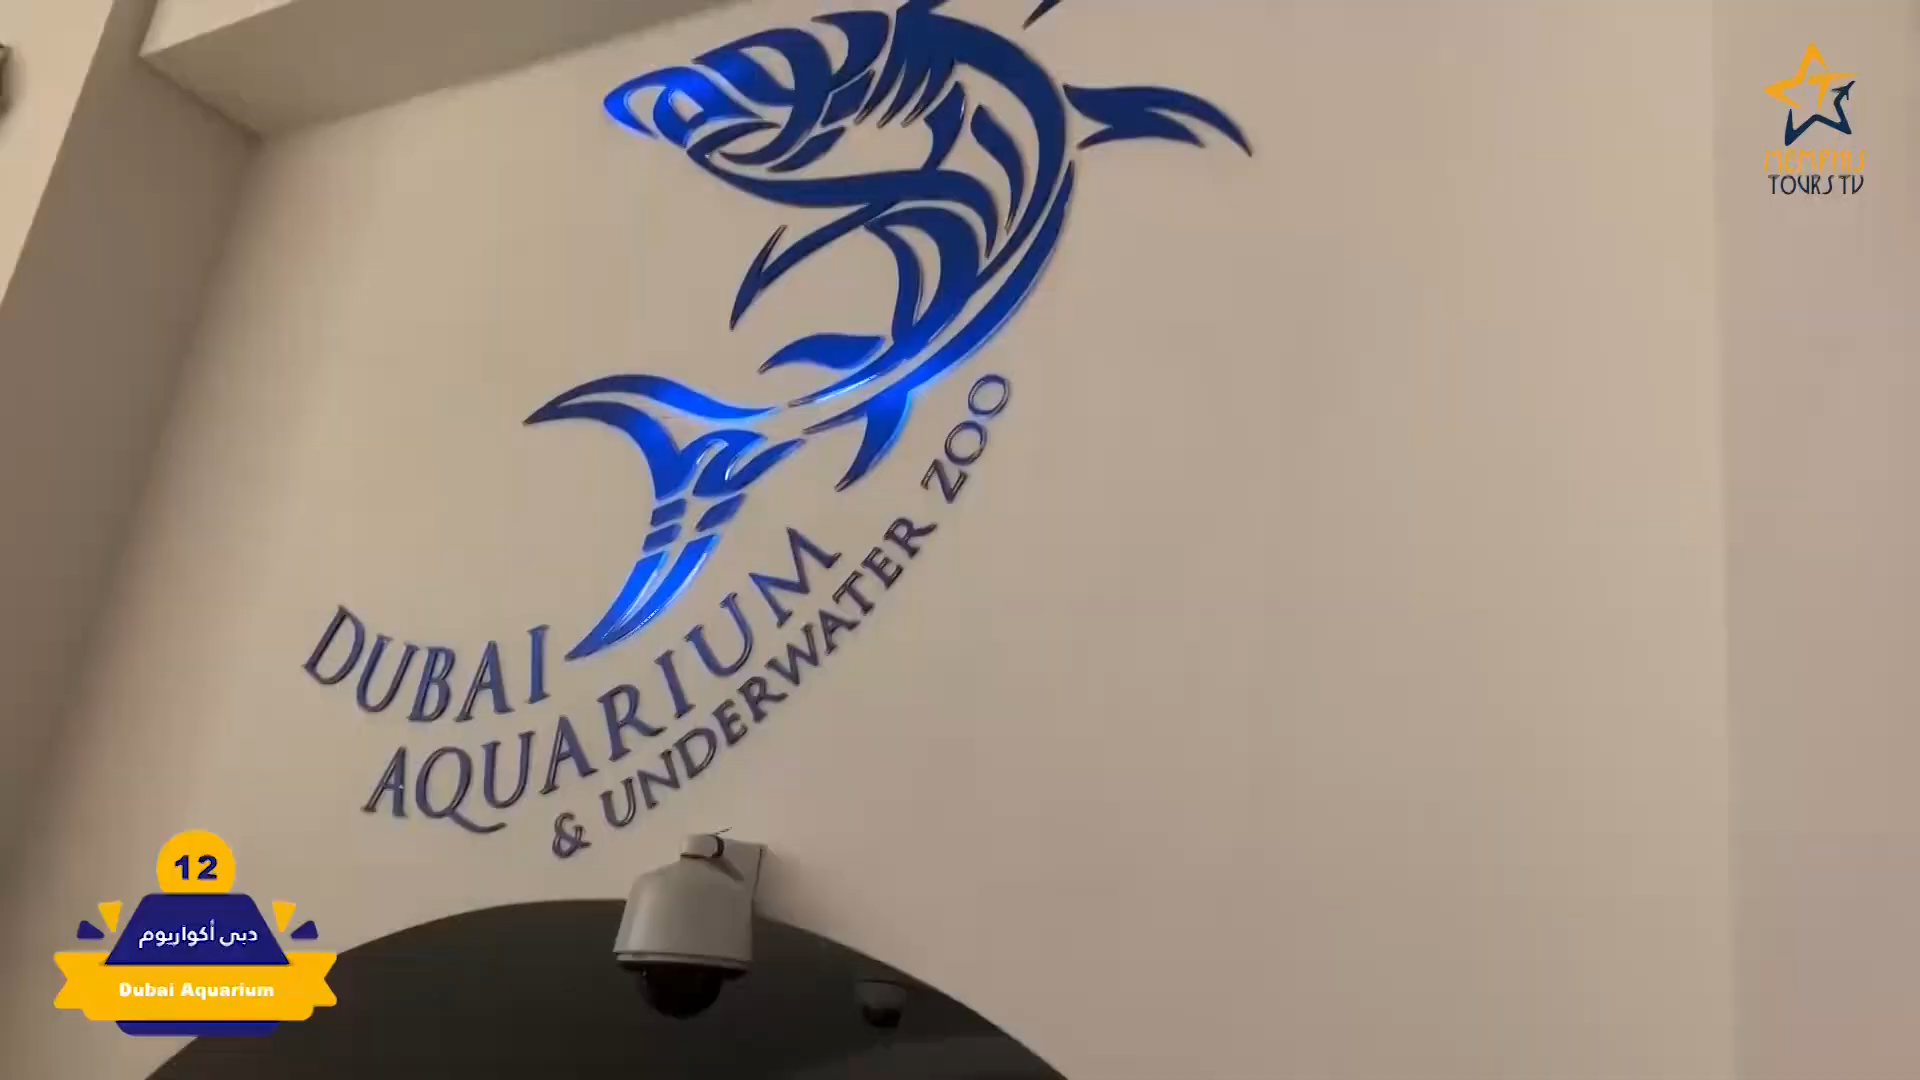 MEMPHIS
TOURS TV
DUBAI
AQUARIUM
& UNDERWATER ZOO
12
دبي أكواريوم
Dubai Aquarium